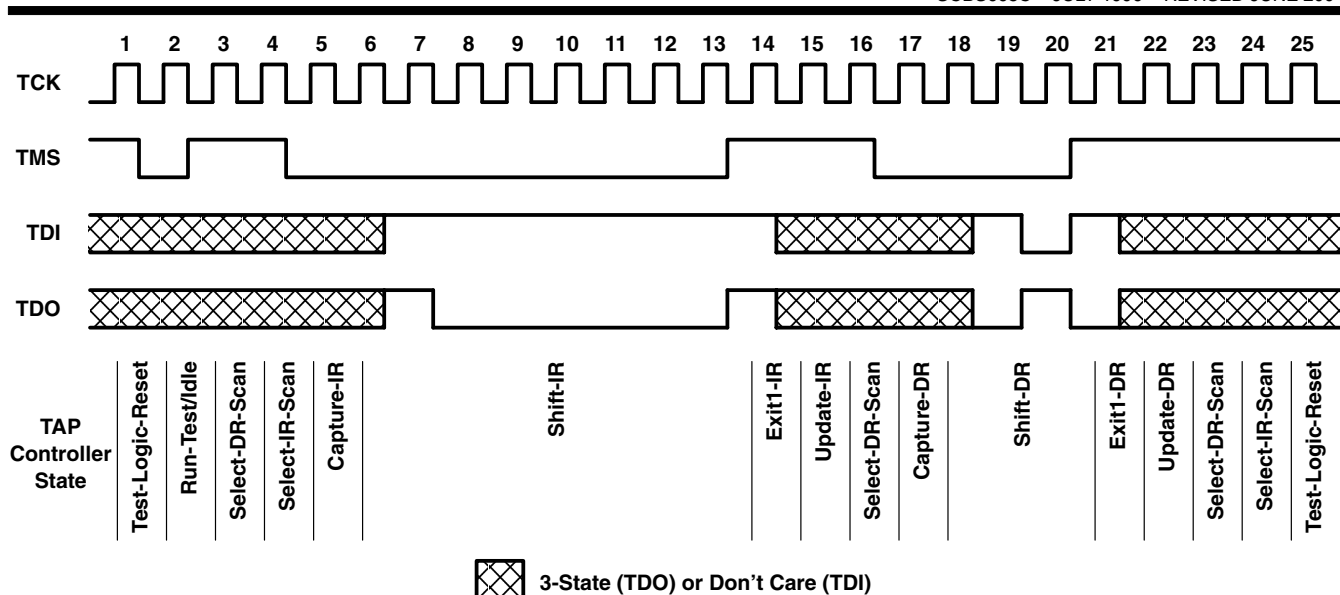 1 2 3 4 5 6 7 8 9 10 11 12 13 14 15 16 17 18 19 20 21 22 23 24 25
TCK
TMS
TDI
TDO
TAP
Controller
State
Test-Logic-Reset
Run-Test/Idle
Select-DR-Scan
Select-IR-Scan
Capture-IR
Shift-IR
Exit1-IR
Update-IR
Select-DR-Scan
Capture-DR
Shift-DR
Exit1-DR
Update-DR
Select-DR-Scan
Select-IR-Scan
Test-Logic-Reset
3-State (TDO) or Don't Care (TDI)